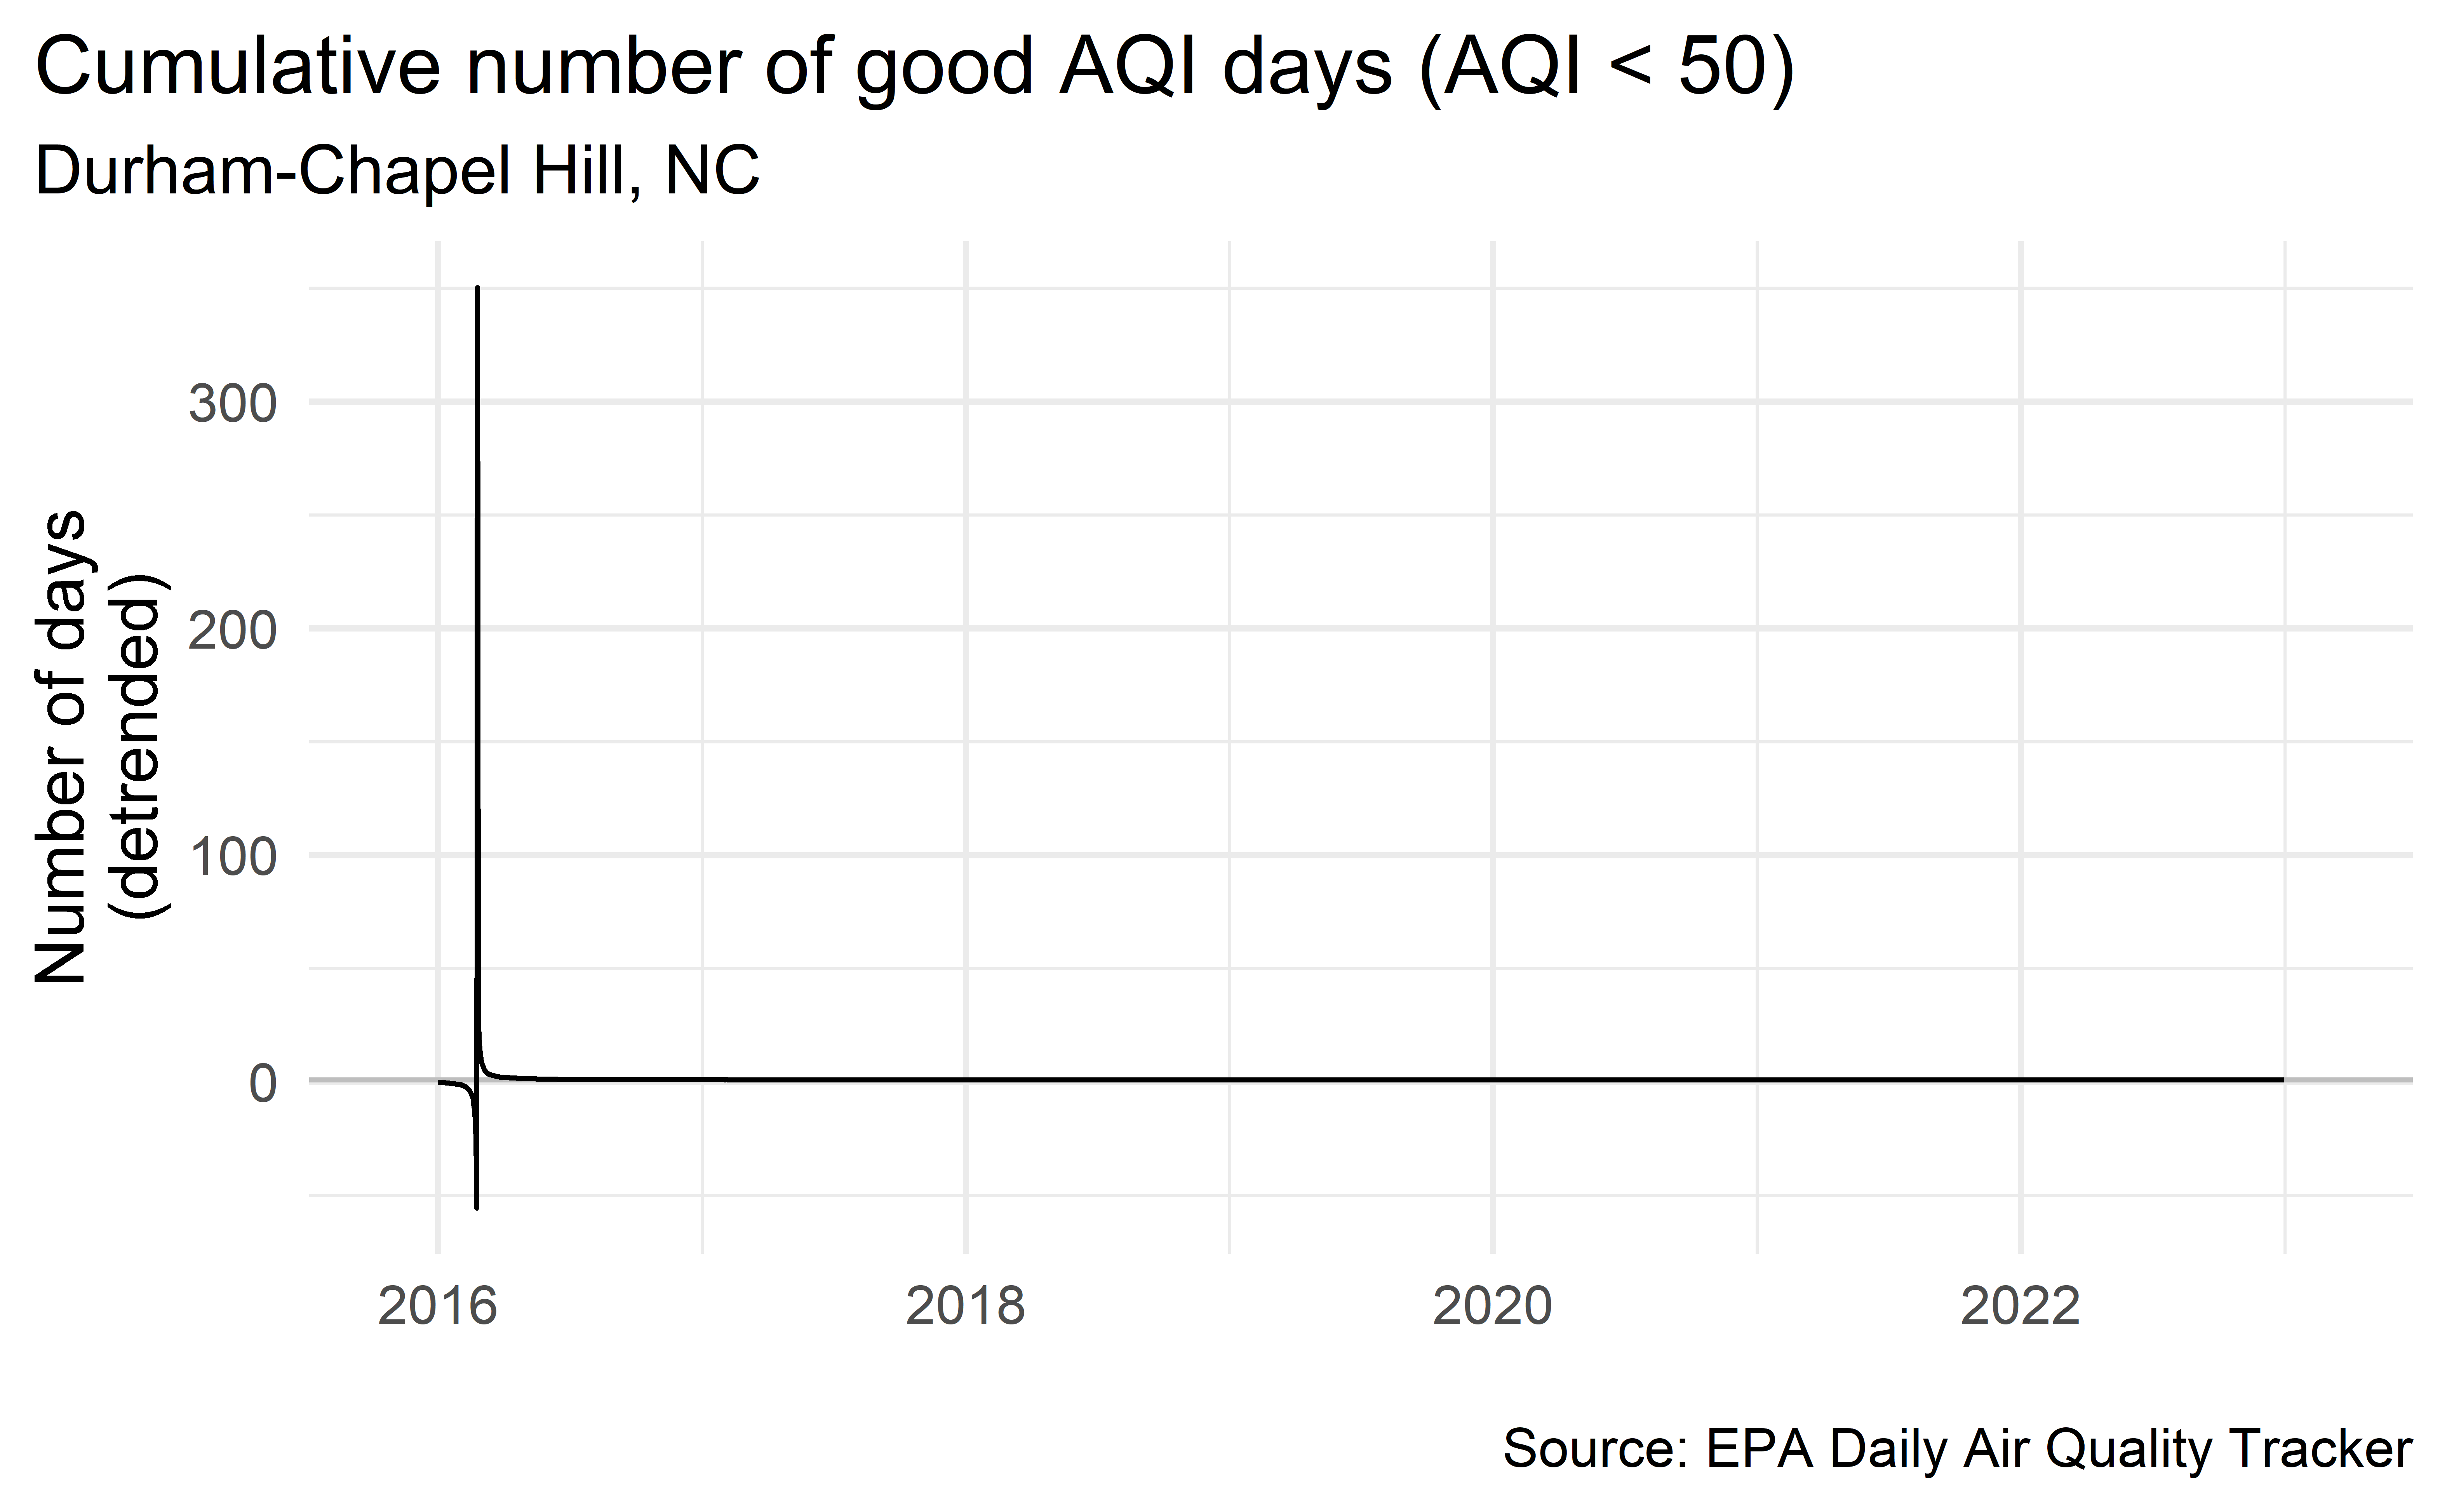 Cumulative number of good AQI days (AQI < 50)
Durham-Chapel Hill, NC
Number of days
(detrended)
300
200
100
0
2016
2018
2020
2022
Source: EPA Daily Air Quality Tracker